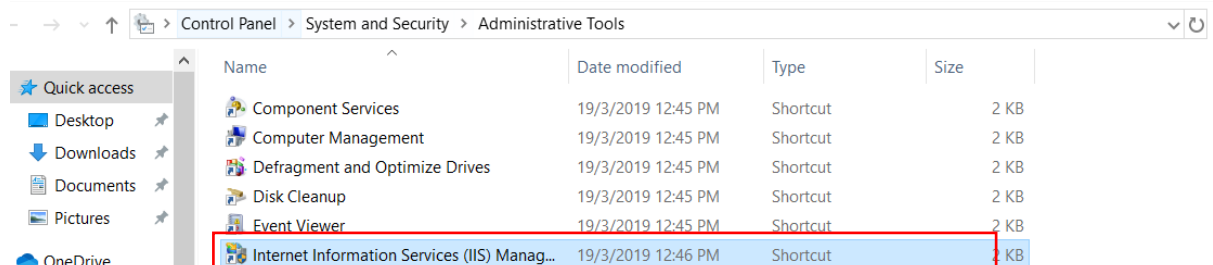 Control Panel > System and Security > Administrative Tools
Name Date modified Type Size
Quick access
Component Services 19/3/2019 12:45 PM Shortcut 2 KB
Desktop
Computer Management 19/3/2019 12:45 PM Shortcut 2 KB
Downloads
Defragment and Optimize Drives 19/3/2019 12:45 PM Shortcut 2 KB
Documents
Disk Cleanup 19/3/2019 12:45 PM Shortcut 2 KB
Pictures
Event Viewer 19/3/2019 12:45 PM Shortcut 2 KB
OneDrive
Internet Information Services (IIS) Manag... 19/3/2019 12:46 PM Shortcut 2 KB